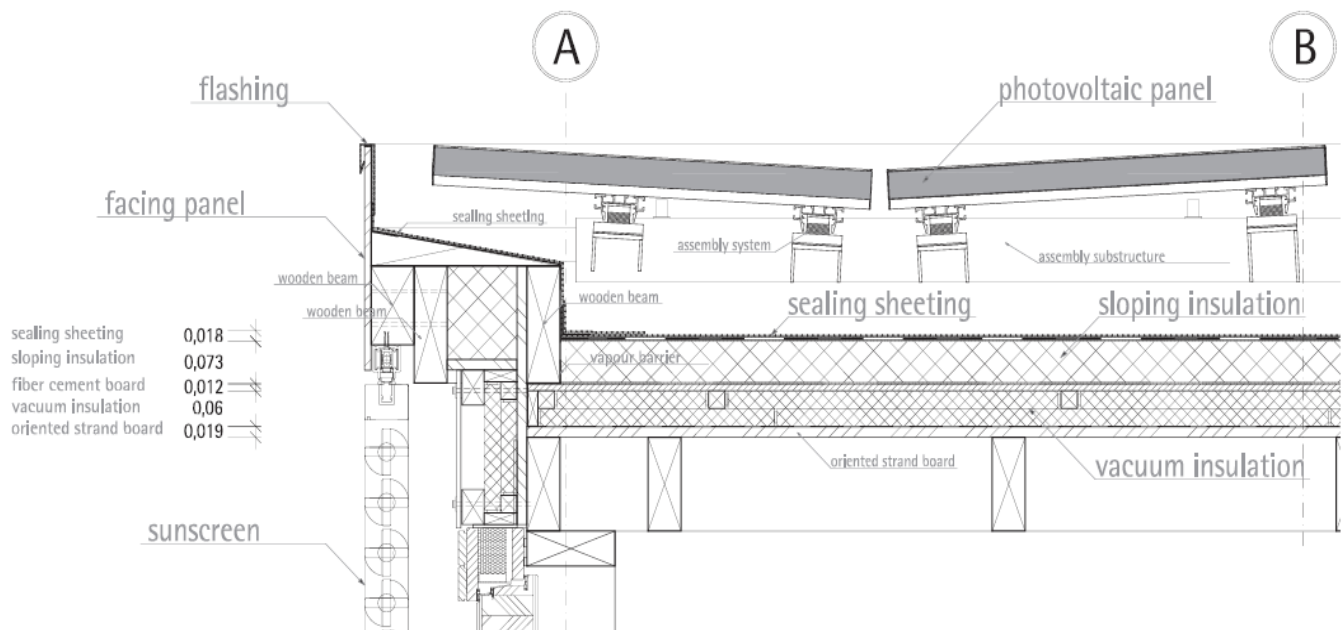 A
B
flashing
photovoltaic panel
facing panel
sealing sheeting
assembly system
assembly substructure
wooden beam
wooden beam
wooden beam
sealing sheeting
sloping insulation
sealing sheeting 0,018
sloping insulation 0,073
vapour barrier
fiber cement board 0,012
vacuum insulation 0,06
oriented strand board 0,019
oriented strand board
vacuum insulation
sunscreen